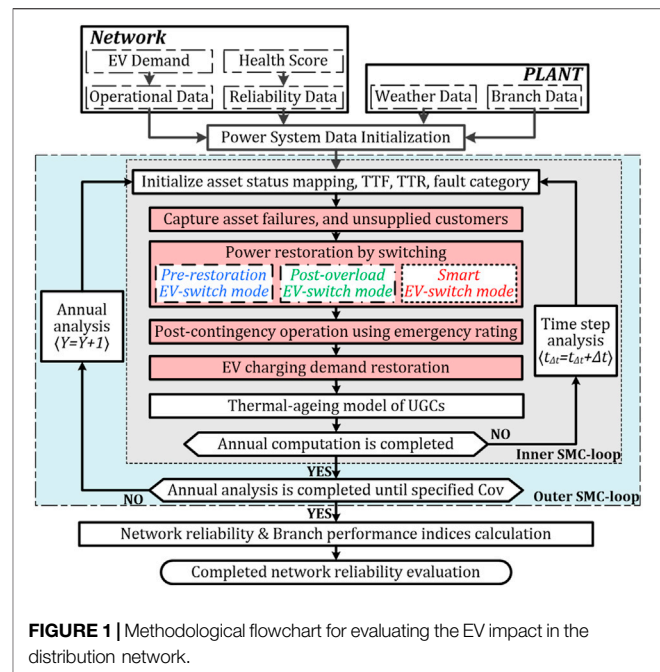 Network
EV Demand
Health Score
Operational Data
Reliability Data
PLANT
Weather Data
Branch Data
Power System Data Initialization
Initialize asset status mapping, TTF, TTR, fault category
Capture asset failures, and unsupplied customers
Power restoration by switching
Pre-restoration
EV-switch mode
Post-overload
EV-switch mode
Smart
EV-switch mode
Annual
analysis
⟨Y=Y+1⟩
Time step
analysis
⟨tΔt=tΔt+Δt⟩
Post-contingency operation using emergency rating
EV charging demand restoration
Thermal-ageing model of UGCs
Annual computation is completed
NO
Inner SMC-loop
YES
Annual analysis is completed until specified Cov
NO
Outer SMC-loop
YES
Network reliability & Branch performance indices calculation
Completed network reliability evaluation
FIGURE 1 | Methodological flowchart for evaluating the EV impact in the
distribution network.